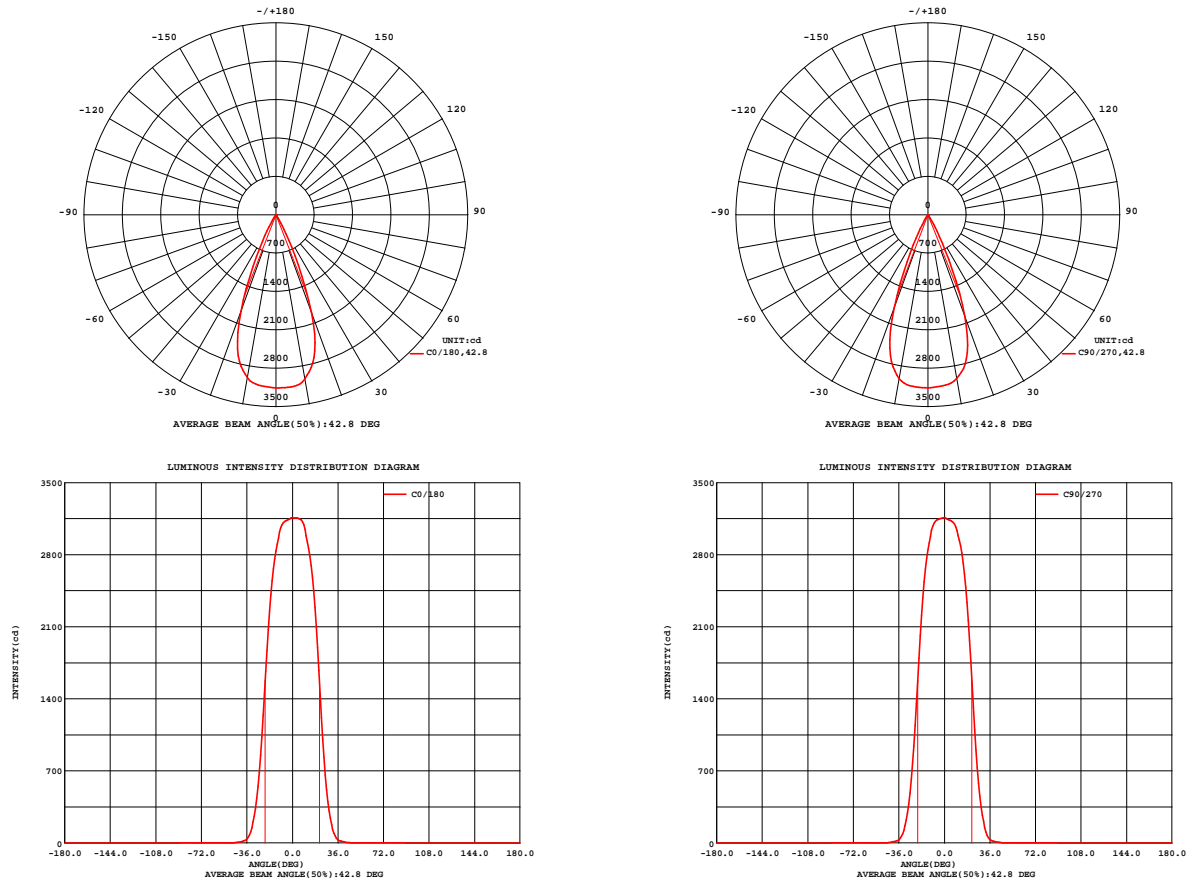 -/+180
-150 150
-120 120
-90 0 90
700
1400
-60 2100 60
UNIT:cd
2800 C0/180,42.8
-30 3500 30
0
AVERAGE BEAM ANGLE(50%):42.8 DEG
-/+180
-150 150
-120 120
-90 0 90
700
1400
-60 2100 60
UNIT:cd
2800 C90/270,42.8
-30 3500 30
0
AVERAGE BEAM ANGLE(50%):42.8 DEG
LUMINOUS INTENSITY DISTRIBUTION DIAGRAM
3500
C0/180
2800
2100
INTENSITY(cd)
1400
700
0
-180.0 -144.0 -108.0 -72.0 -36.0 0.0 36.0 72.0 108.0 144.0 180.0
ANGLE(DEG)
AVERAGE BEAM ANGLE(50%):42.8 DEG
LUMINOUS INTENSITY DISTRIBUTION DIAGRAM
3500
C90/270
2800
2100
INTENSITY(cd)
1400
700
0
-180.0 -144.0 -108.0 -72.0 -36.0 0.0 36.0 72.0 108.0 144.0 180.0
ANGLE(DEG)
AVERAGE BEAM ANGLE(50%):42.8 DEG